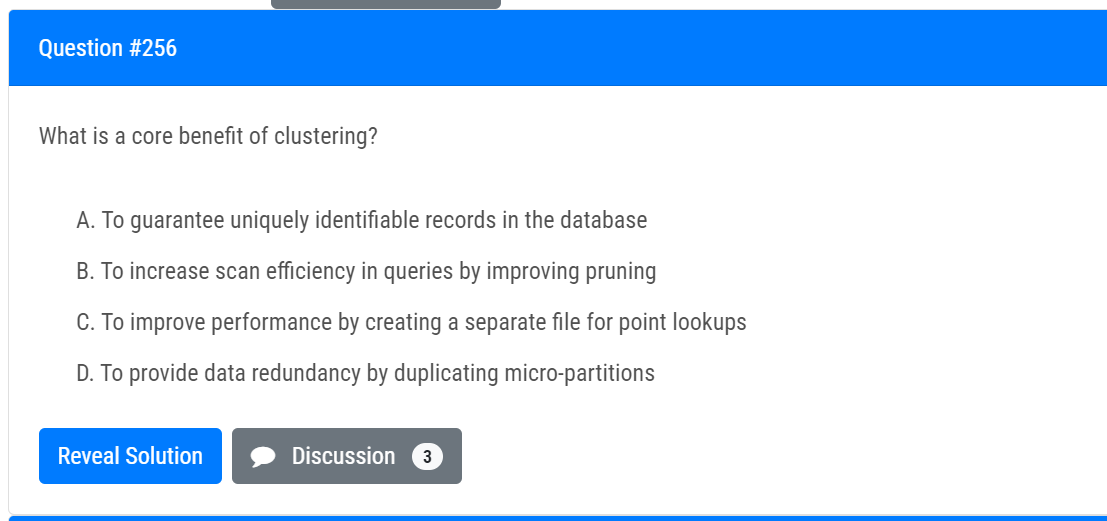 Question #256
What is a core benefit of clustering?
A. To guarantee uniquely identifiable records in the database
B. To increase scan efficiency in queries by improving pruning
C. To improve performance by creating a separate file for point lookups
D. To provide data redundancy by duplicating micro-partitions
Reveal Solution Discussion 3